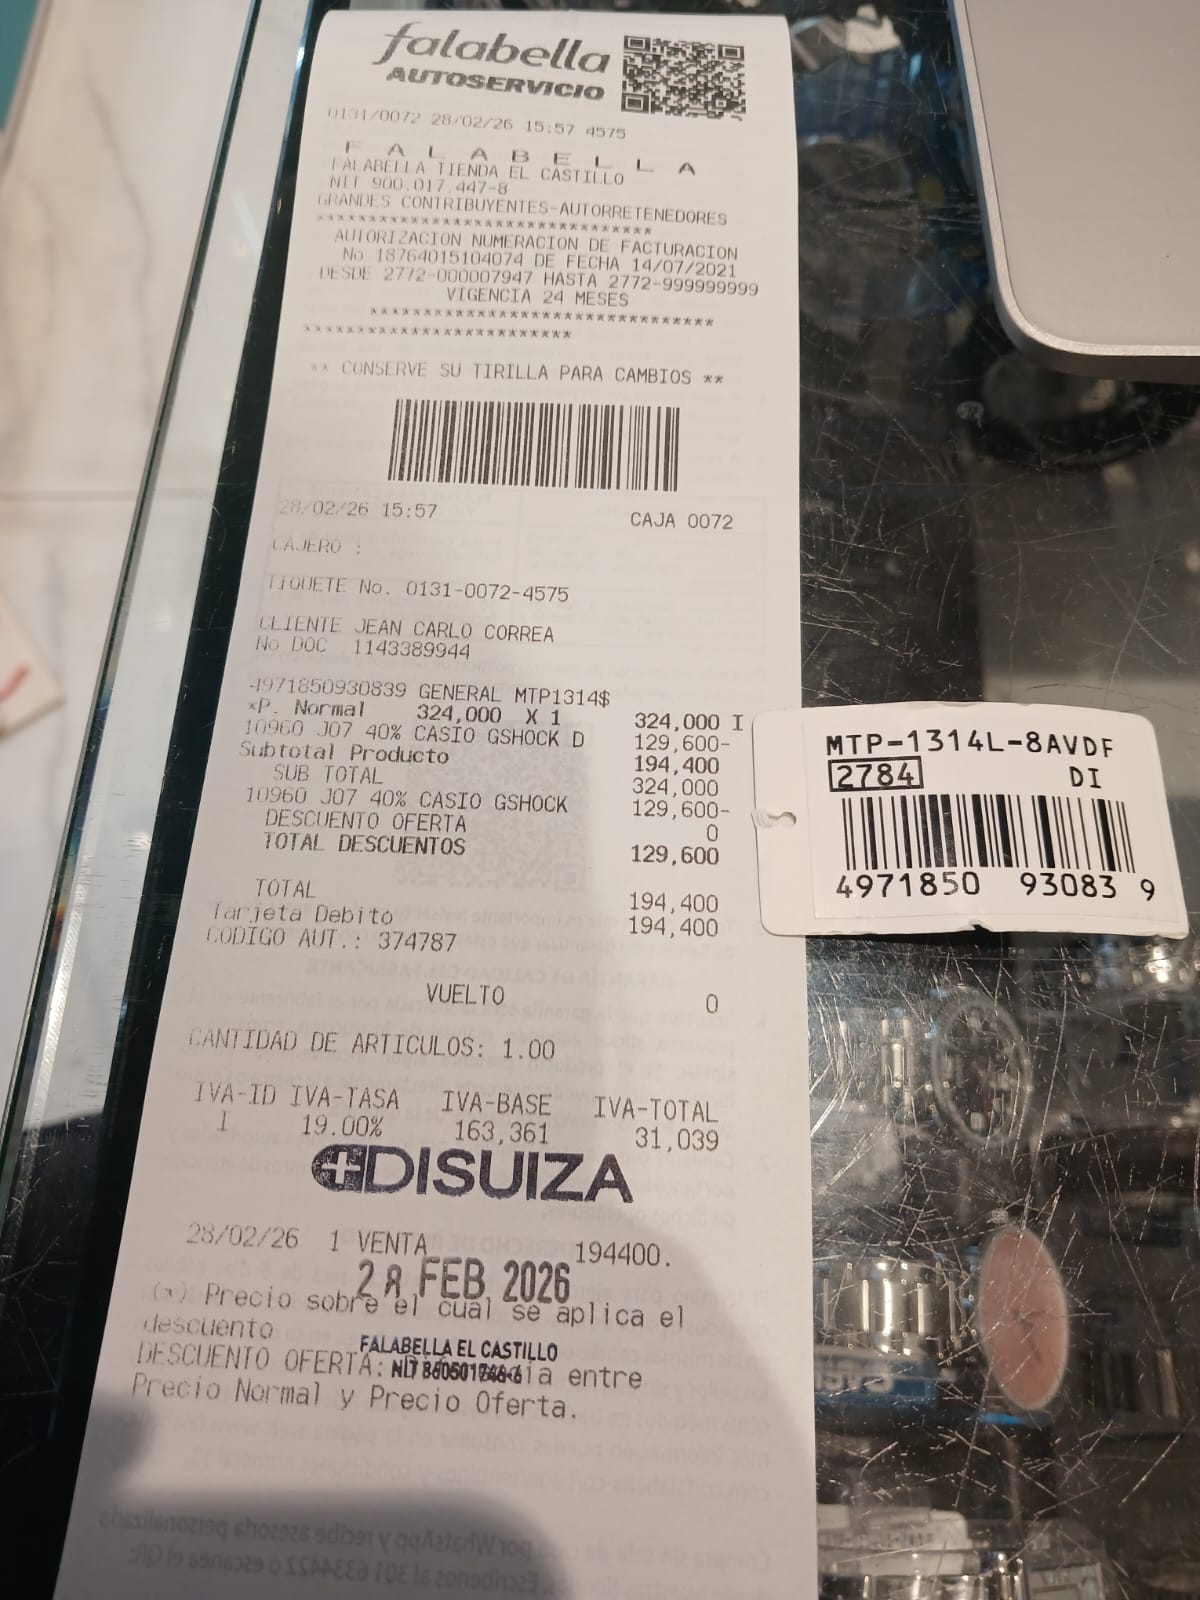 falabella
AUTOSERVICIO
0131/0072 28/02/26 15:57 4575
F A L A B E L L A
FALABELLA TIENDA EL CASTILLO
NIT 900.017.447-8
GRANDES CONTRIBUYENTES-AUTORRETENEDORES
AUTORIZACION NUMERACION DE FACTURACION
No 18764015104074 DE FECHA 14/07/2021
DESDE 2772-000007947 HASTA 2772-999999999
VIGENCIA 24 MESES
** CONSERVE SU TIRILLA PARA CAMBIOS **
28/02/26 15:57 CAJA 0072
CAJERO :
TIQUETE No. 0131-0072-4575
CLIENTE JEAN CARLO CORREA
No DOC 1143389944
4971850930839 GENERAL MTP1314$
*P. Normal 324,000 X 1 324,000 I
10960 J07 40% CASIO GSHOCK D 129,600-
Subtotal Producto 194,400
SUB TOTAL 324,000
10960 J07 40% CASIO GSHOCK 129,600-
DESCUENTO OFERTA 0
TOTAL DESCUENTOS 129,600
TOTAL 194,400
Tarjeta Debito 194,400
CODIGO AUT.: 374787
VUELTO 0
CANTIDAD DE ARTICULOS: 1.00
IVA-ID IVA-TASA IVA-BASE IVA-TOTAL
I 19.00% 163,361 31,039
DISUIZA
28/02/26 1 VENTA 194400.
28 FEB. 2026
(*) Precio sobre el cual se aplica el
descuento
FALABELLA EL CASTILLO
DESCUENTO OFERTA: entre
Precio Normal y Precio Oferta.
MTP-1314L-8AVDF
2784 DI
4971850 93083 9